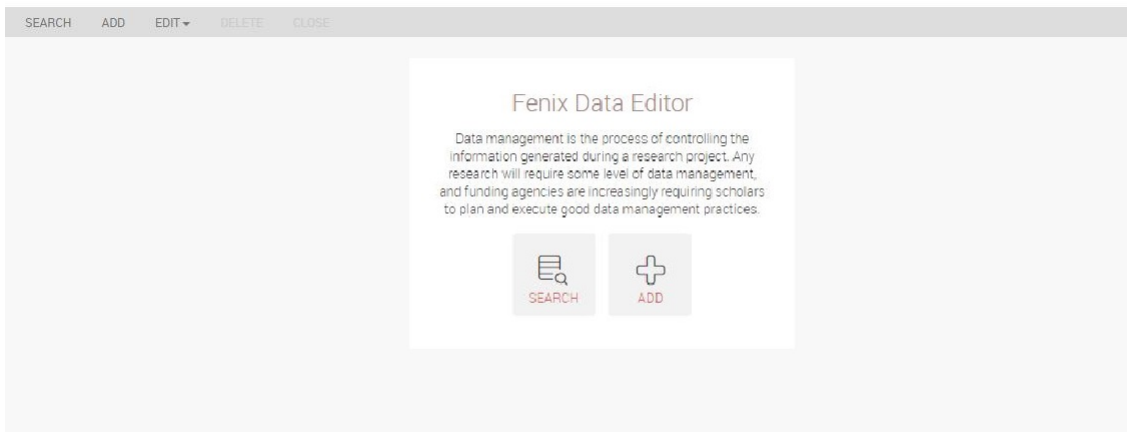 SEARCH ADD EDIT DELETE CLOSE
Fenix Data Editor
Data management is the process of controlling the
information generated during a research project. Any
research will require some level of data management,
and funding agencies are increasingly requiring scholars
to plan and execute good data management practices.
SEARCH ADD